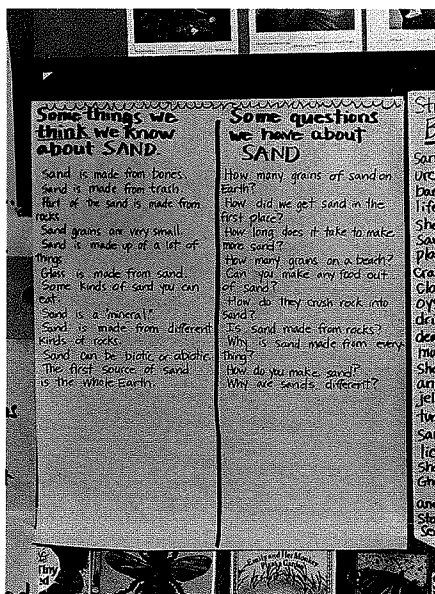 Some things we
think we know
about SAND.
Sand is made from bones.
Sand is made from trash.
Part of the sand is made from
rocks.
Sand grains are very small.
Sand is made up of a lot of
things
Glass is made from sand.
Some kinds of sand you can
eat.
Sand is a "mineral"
Sand is made from different
kinds of rocks.
Sand can be biotic or abiotic.
The first source of sand
is the whole Earth.
Some questions
we have about
SAND
How many grains of sand on
Earth?
How did we get sand in the
first place?
How long does it take to make
more sand?
How many grains on a beach?
Can you make any food out
of sand?
How do they crush rock into
sand?
Is sand made from rocks?
Why is sand made from every-
thing?
How do you make sand?
Why are sands different?
Emily and Her Mother